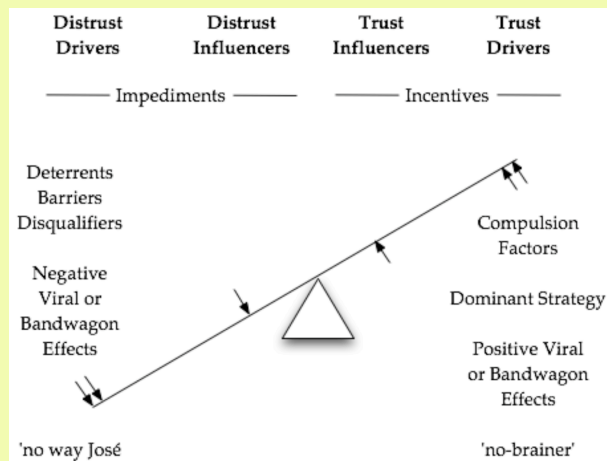 Distrust
Drivers
Distrust
Influencers
Trust
Influencers
Trust
Drivers
Impediments
Incentives
Deterrents
Barriers
Disqualifiers
Negative
Viral or
Bandwagon
Effects
'no way José
Compulsion
Factors
Dominant Strategy
Positive Viral
or Bandwagon
Effects
'no-brainer'